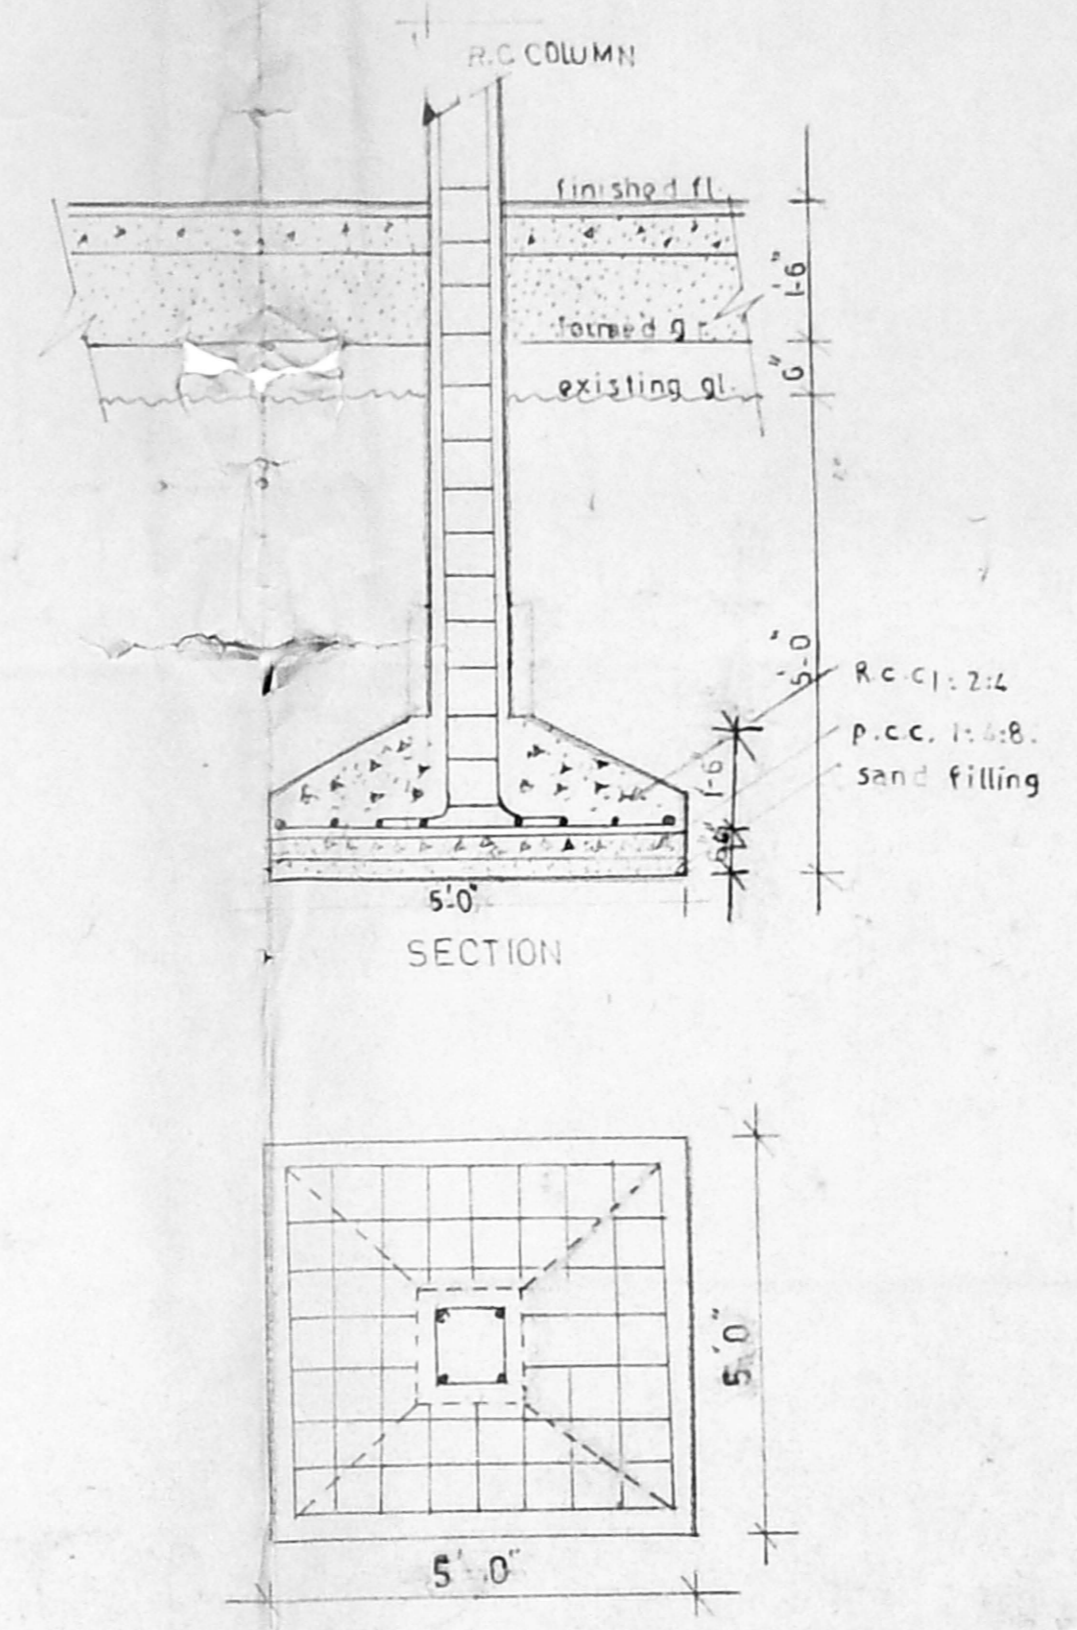 R.C COLUMN
finished fl.
1'-6"
formed gr.
6"
existing gl.
5'-0"
R.C.C 1:2:4
P.C.C. 1:4:8.
sand filling
1-6
5'-0"
SECTION
5'.0"
5'.0"